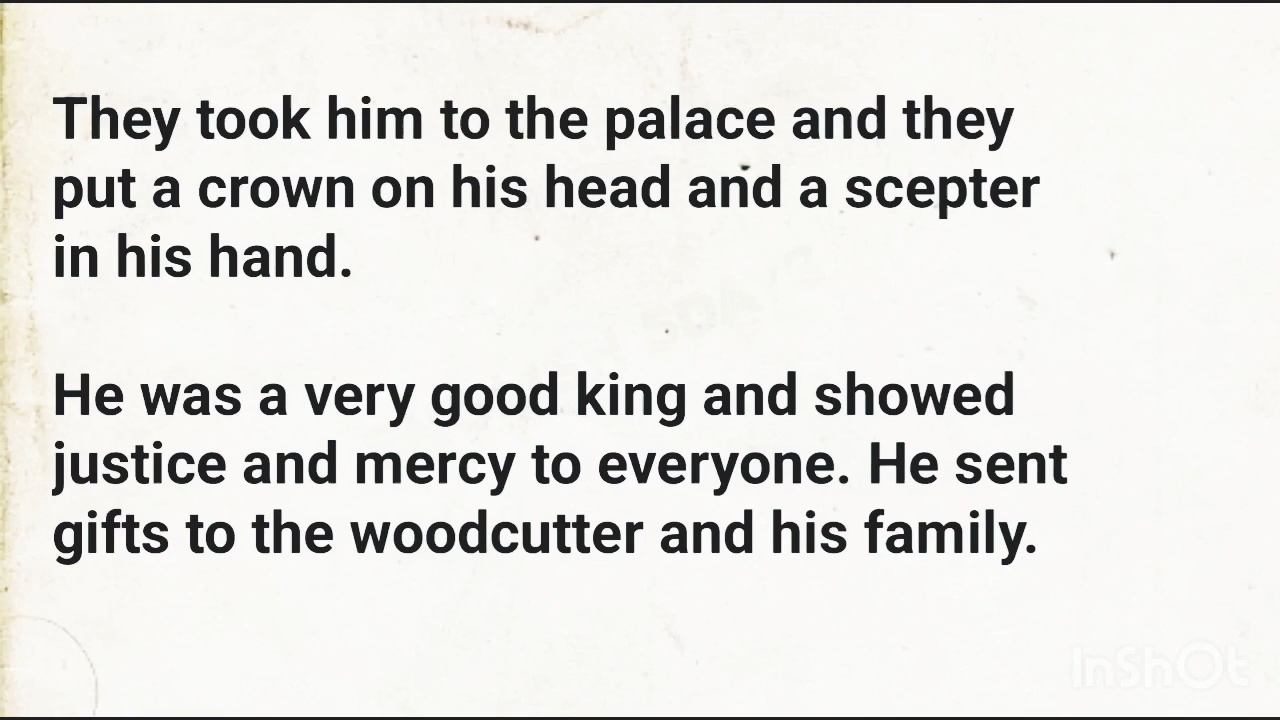 They took him to the palace and they
put a crown on his head and a scepter
in his hand.
He was a very good king and showed
justice and mercy to everyone. He sent
gifts to the woodcutter and his family.
InShOt